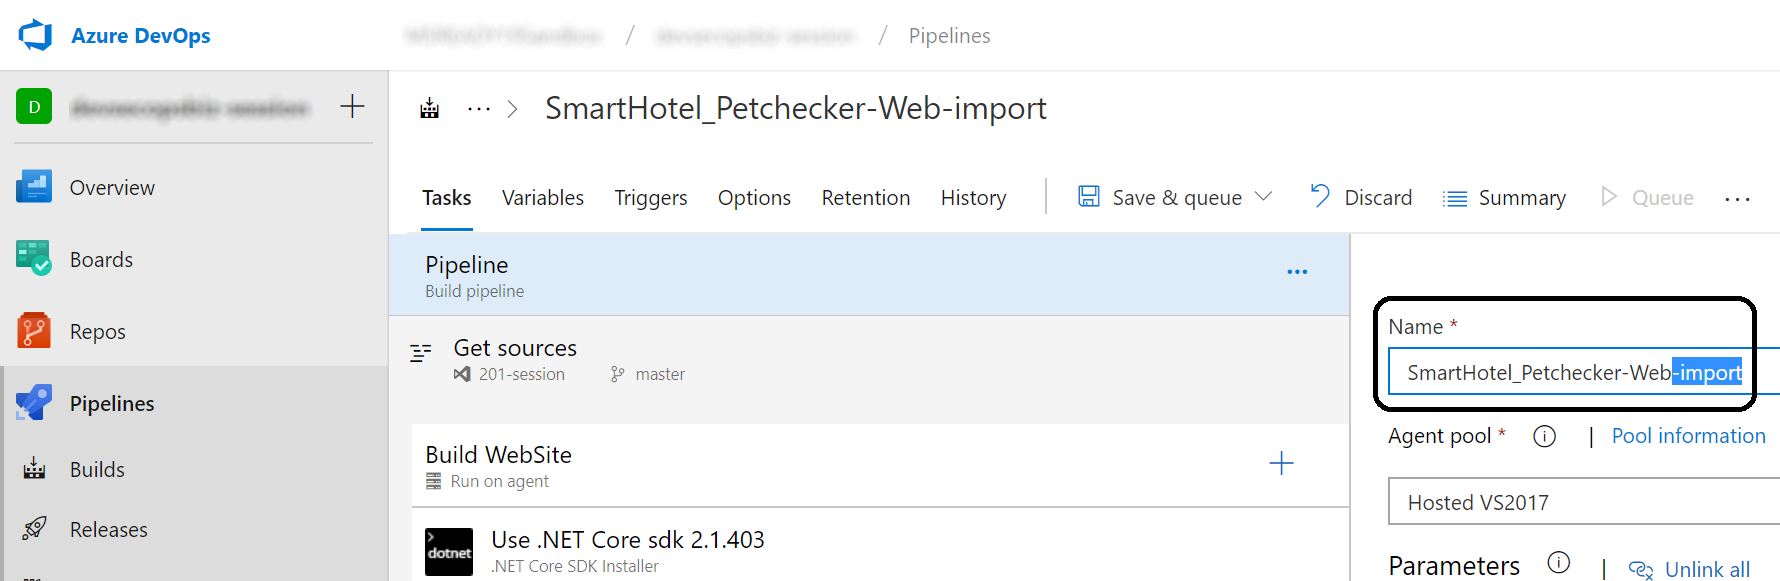 Azure DevOps
/ / Pipelines
D
SmartHotel_Petchecker-Web-import
Overview
Boards
Repos
Pipelines
Builds
Releases
Tasks Variables Triggers Options Retention History Save & queue Discard Summary Queue
Pipeline
Build pipeline
Get sources
201-session master
Build WebSite
Run on agent
dotnet
Use .NET Core sdk 2.1.403
.NET Core SDK Installer
Name *
SmartHotel_Petchecker-Web-import
Agent pool * | Pool information
Hosted VS2017
Parameters | Unlink all